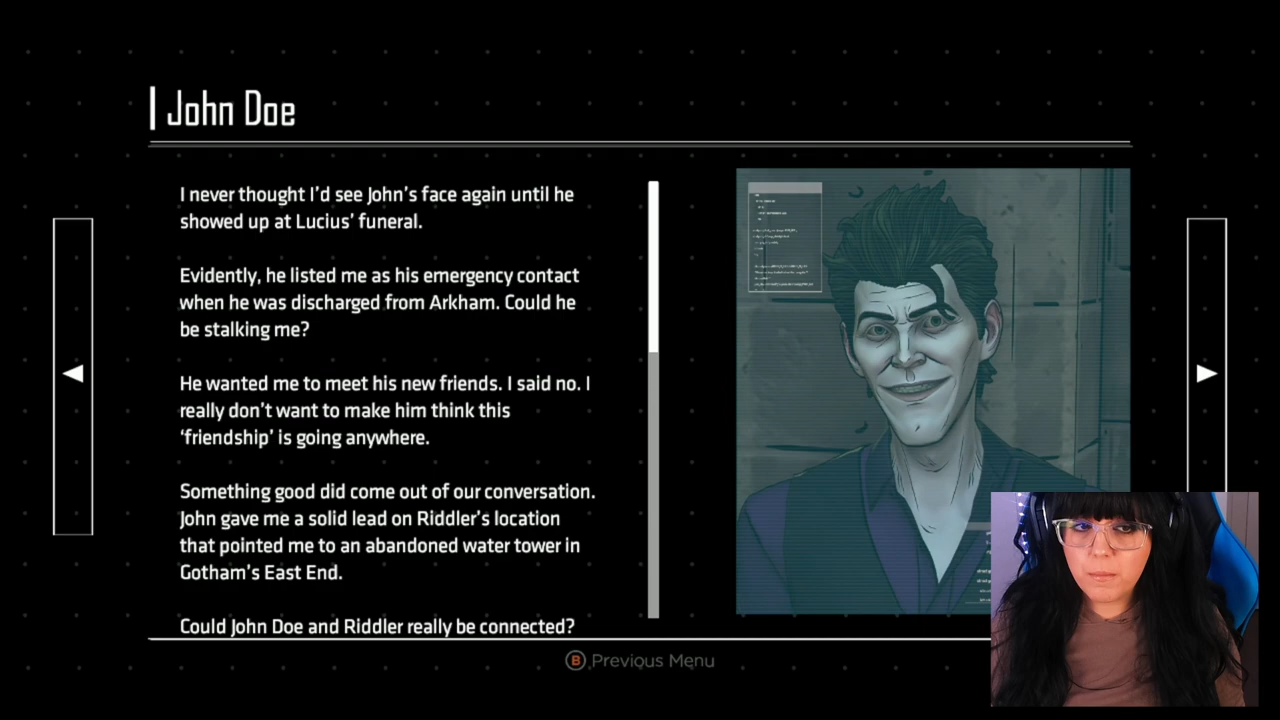 John Doe
I never thought I'd see John's face again until he
showed up at Lucius' funeral.
Evidently, he listed me as his emergency contact
when he was discharged from Arkham. Could he
be stalking me?
He wanted me to meet his new friends. I said no. I
really don't want to make him think this
‘friendship’ is going anywhere.
Something good did come out of our conversation.
John gave me a solid lead on Riddler's location
that pointed me to an abandoned water tower in
Gotham's East End.
Could John Doe and Riddler really be connected?
B Previous Menu